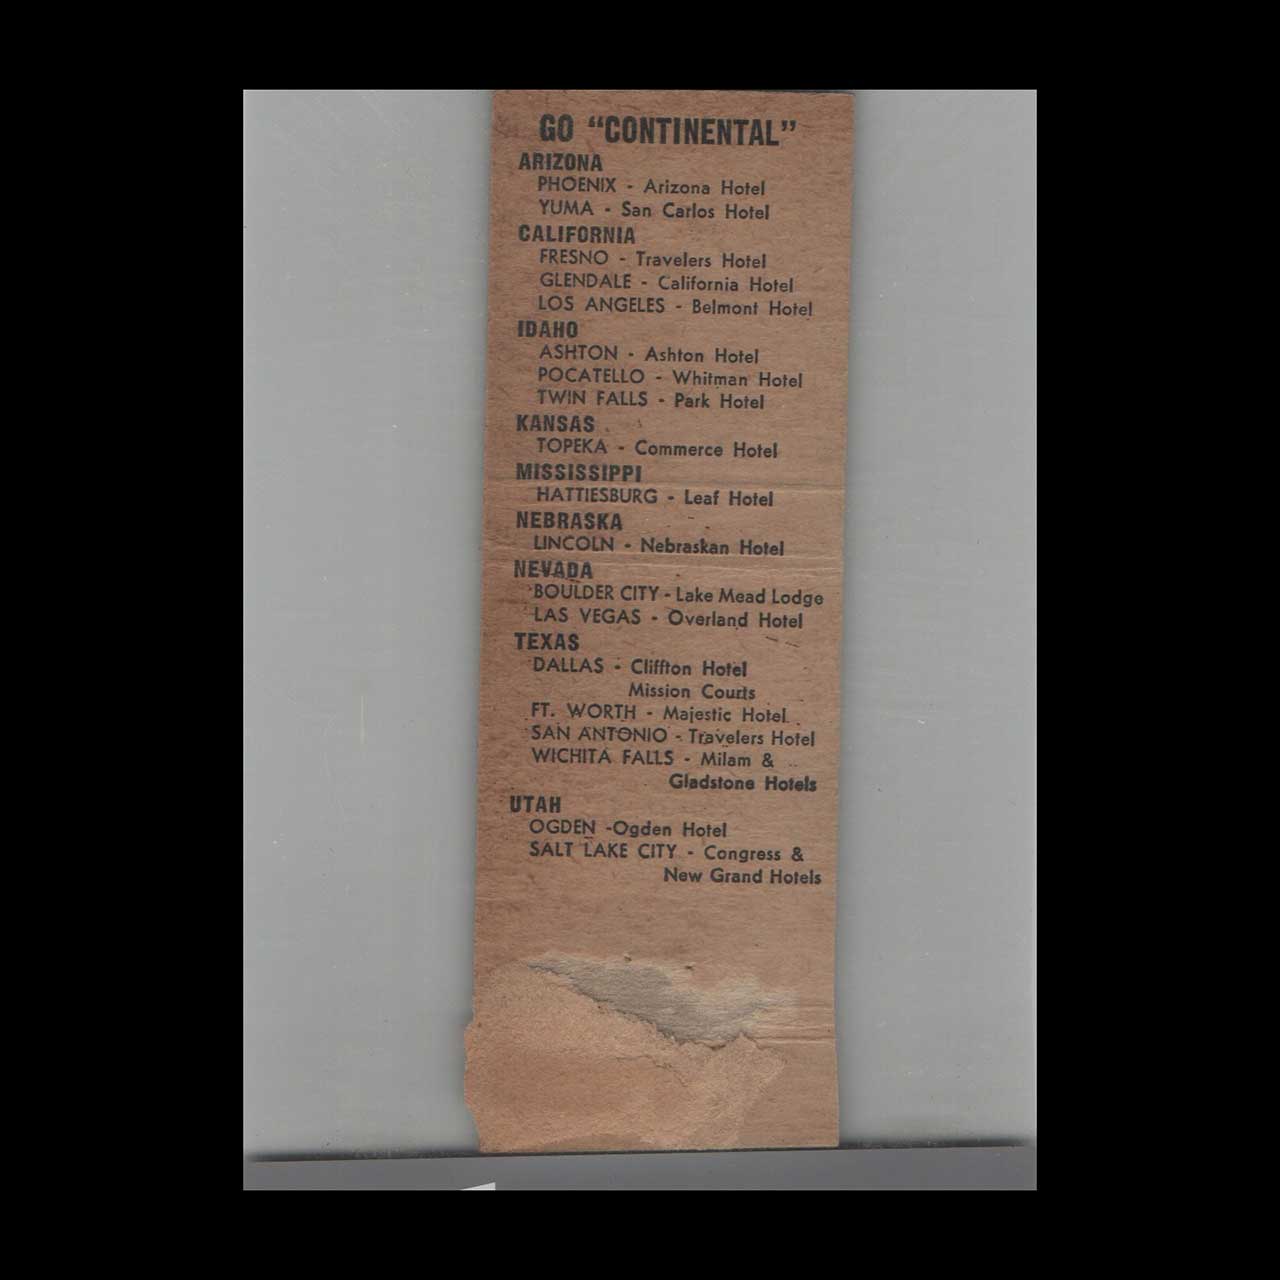 GO "CONTINENTAL"
ARIZONA
PHOENIX - Arizona Hotel
YUMA - San Carlos Hotel
CALIFORNIA
FRESNO - Travelers Hotel
GLENDALE - California Hotel
LOS ANGELES - Belmont Hotel
IDAHO
ASHTON - Ashton Hotel
POCATELLO - Whitman Hotel
TWIN FALLS - Park Hotel
KANSAS
TOPEKA - Commerce Hotel
MISSISSIPPI
HATTIESBURG - Leaf Hotel
NEBRASKA
LINCOLN - Nebraskan Hotel
NEVADA
BOULDER CITY - Lake Mead Lodge
LAS VEGAS - Overland Hotel
TEXAS
DALLAS - Cliffton Hotel
Mission Courts
FT. WORTH - Majestic Hotel
SAN ANTONIO - Travelers Hotel
WICHITA FALLS - Milam &
Gladstone Hotels
UTAH
OGDEN -Ogden Hotel
SALT LAKE CITY - Congress &
New Grand Hotels